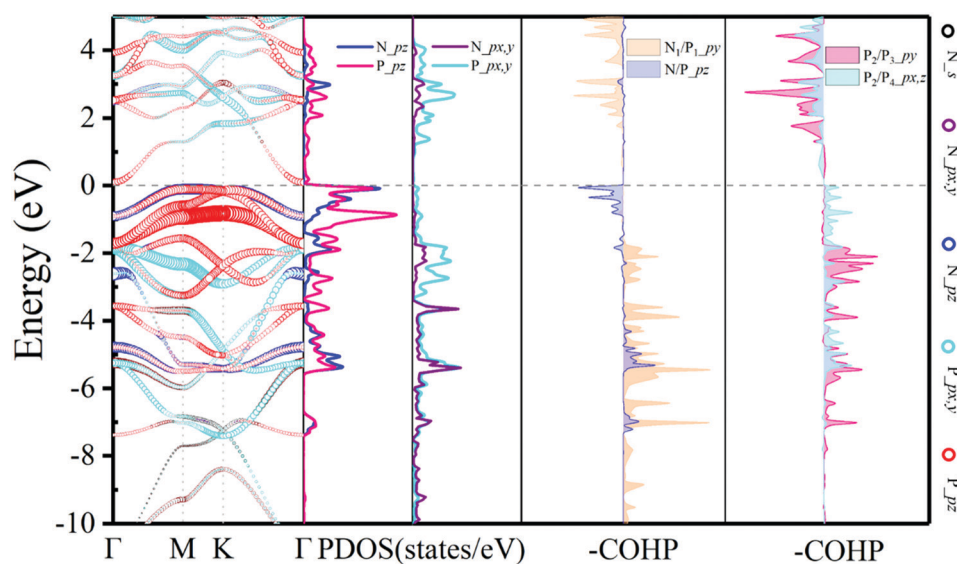 Energy (eV)
4
2
0
-2
-4
-6
-8
-10
Γ M K Γ
N_pz
P_pz
N_px,y
P_px,y
PDOS(states/eV)
N₁/P₁_py
N/P_pz
-COHP
P₂/P₃_py
P₂/P₄_px,z
-COHP
N_s
N_px,y
N_pz
P_px,y
P_pz